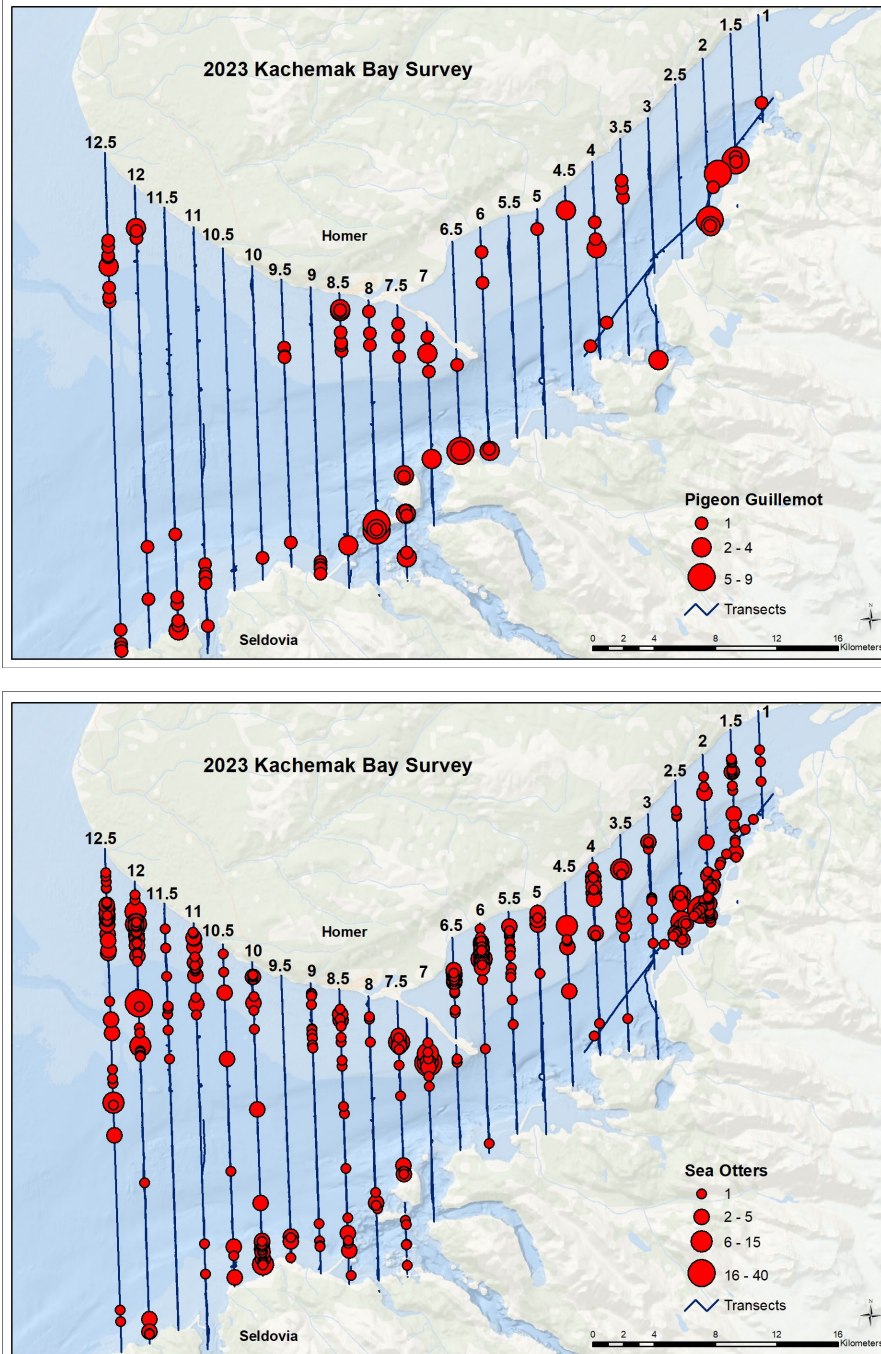 2023 Kachemak Bay Survey
1
1.5
2
2.5
3
3.5
4
4.5
5
5.5
6
6.5
7
7.5
8
8.5
9
9.5
10
10.5
11
11.5
12
12.5
Homer
Seldovia
Pigeon Guillemot
1
2 - 4
5 - 9
Transects
N
0 2 4 8 12 16
Kilometers
2023 Kachemak Bay Survey
1
1.5
2
2.5
3
3.5
4
4.5
5
5.5
6
6.5
7
7.5
8
8.5
9
9.5
10
10.5
11
11.5
12
12.5
Homer
Seldovia
Sea Otters
1
2 - 5
6 - 15
16 - 40
Transects
N
0 2 4 8 12 16
Kilometers